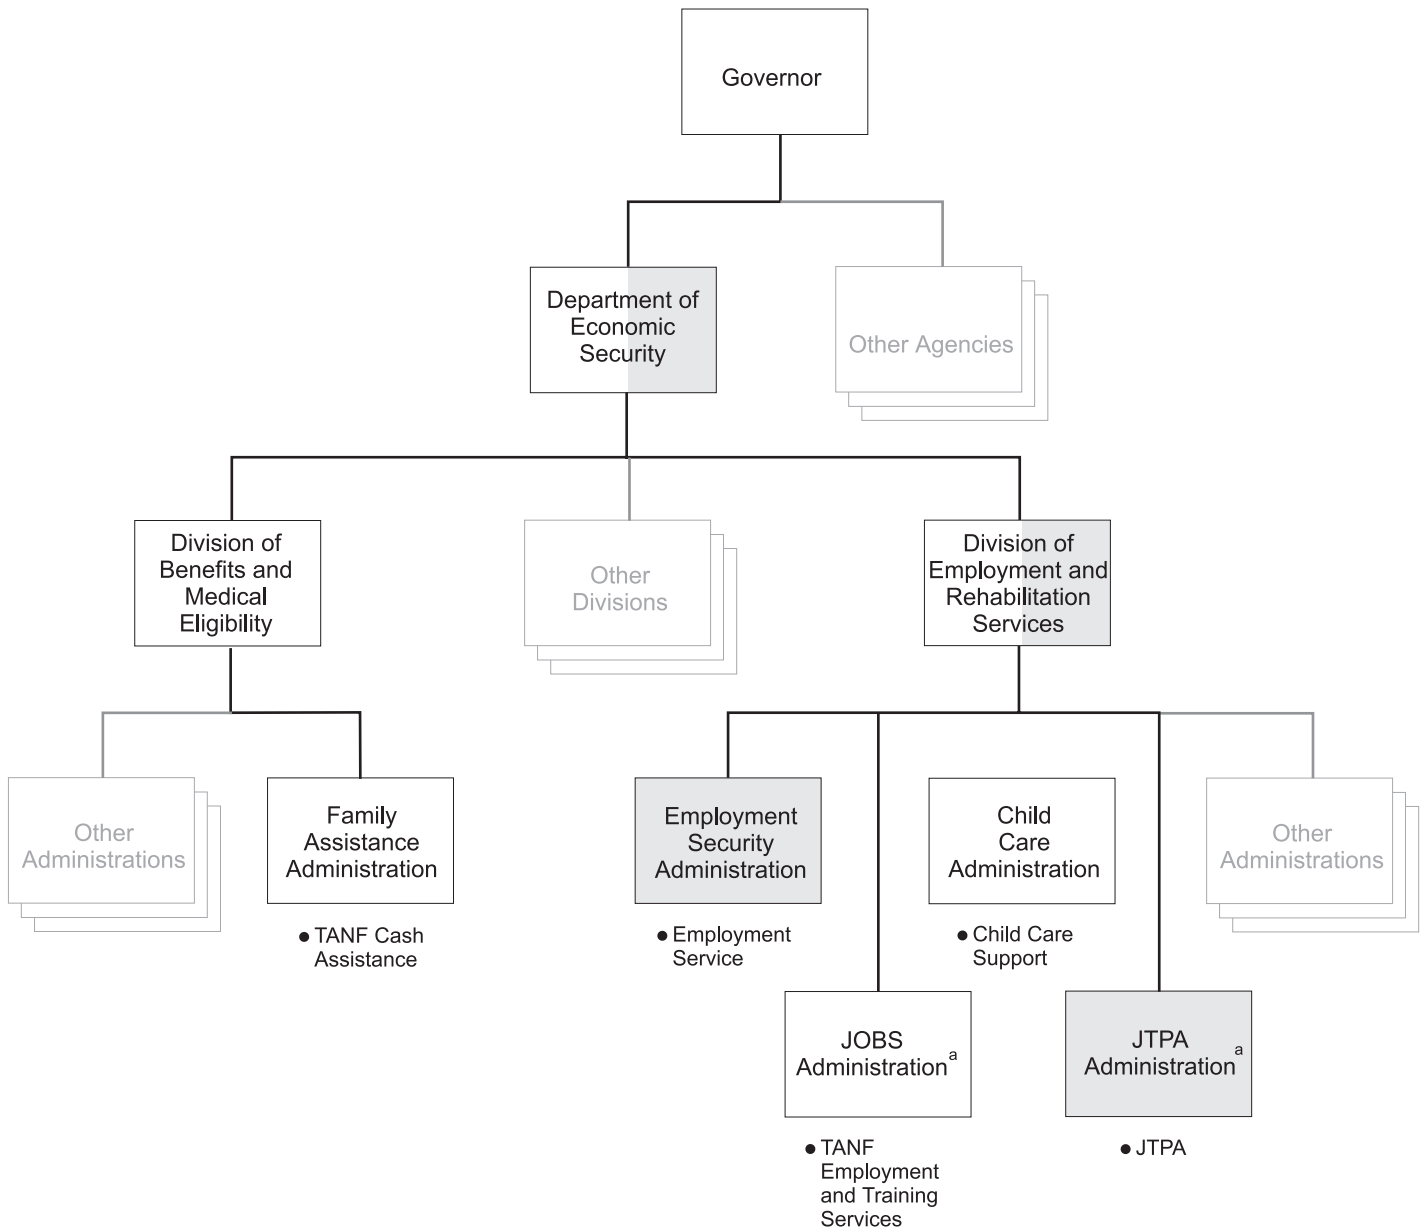 Governor
Department of
Economic
Security
Other Agencies
Division of
Benefits and
Medical
Eligibility
Other
Divisions
Division of
Employment and
Rehabilitation
Services
Other
Administrations
Family
Assistance
Administration
● TANF Cash
Assistance
Employment
Security
Administration
● Employment
Service
Child
Care
Administration
● Child Care
Support
Other
Administrations
JOBS
Administration a
● TANF
Employment
and Training
Services
JTPA
Administration a
● JTPA